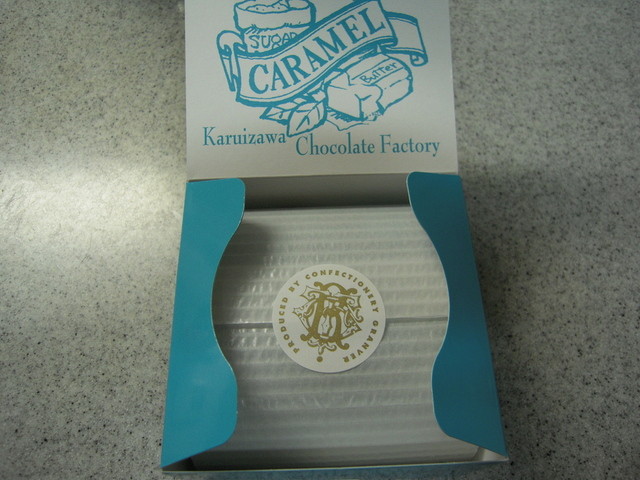 SUGAR
CARAMEL
Butter
Karuizawa
Chocolate Factory
PRODUCED BY CONFECTIONERY GRANVER